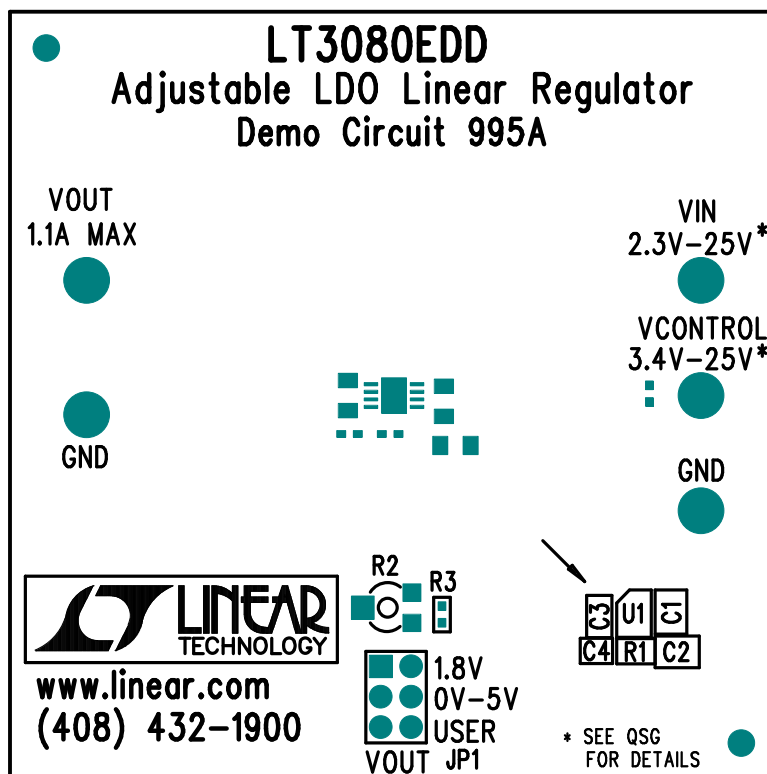 LT3080EDD
Adjustable LDO Linear Regulator
Demo Circuit 995A
VOUT
1.1A MAX
VIN
2.3V-25V*
VCONTROL
3.4V-25V*
GND
GND
R2
R3
C3
U1
C1
C4
R1
C2
LT LINEAR
TECHNOLOGY
www.linear.com
(408) 432-1900
1.8V
0V-5V
USER
VOUT JP1
* SEE QSG
FOR DETAILS